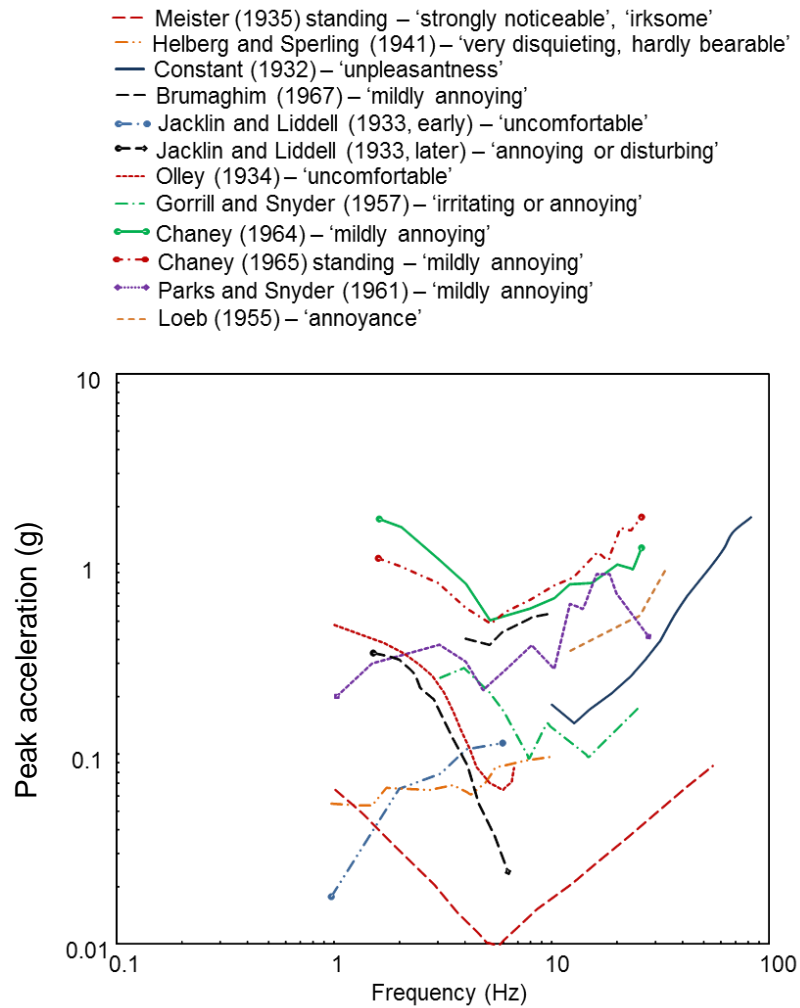 Meister (1935) standing – ‘strongly noticeable’, ‘irksome’
Helberg and Sperling (1941) – ‘very disquieting, hardly bearable’
Constant (1932) – ‘unpleasantness’
Brumaghim (1967) – ‘mildly annoying’
Jacklin and Liddell (1933, early) – ‘uncomfortable’
Jacklin and Liddell (1933, later) – ‘annoying or disturbing’
Olley (1934) – ‘uncomfortable’
Gorrill and Snyder (1957) – ‘irritating or annoying’
Chaney (1964) – ‘mildly annoying’
Chaney (1965) standing – ‘mildly annoying’
Parks and Snyder (1961) – ‘mildly annoying’
Loeb (1955) – ‘annoyance’
10
1
0.1
0.01
Peak acceleration (g)
0.1 1 10 100
Frequency (Hz)